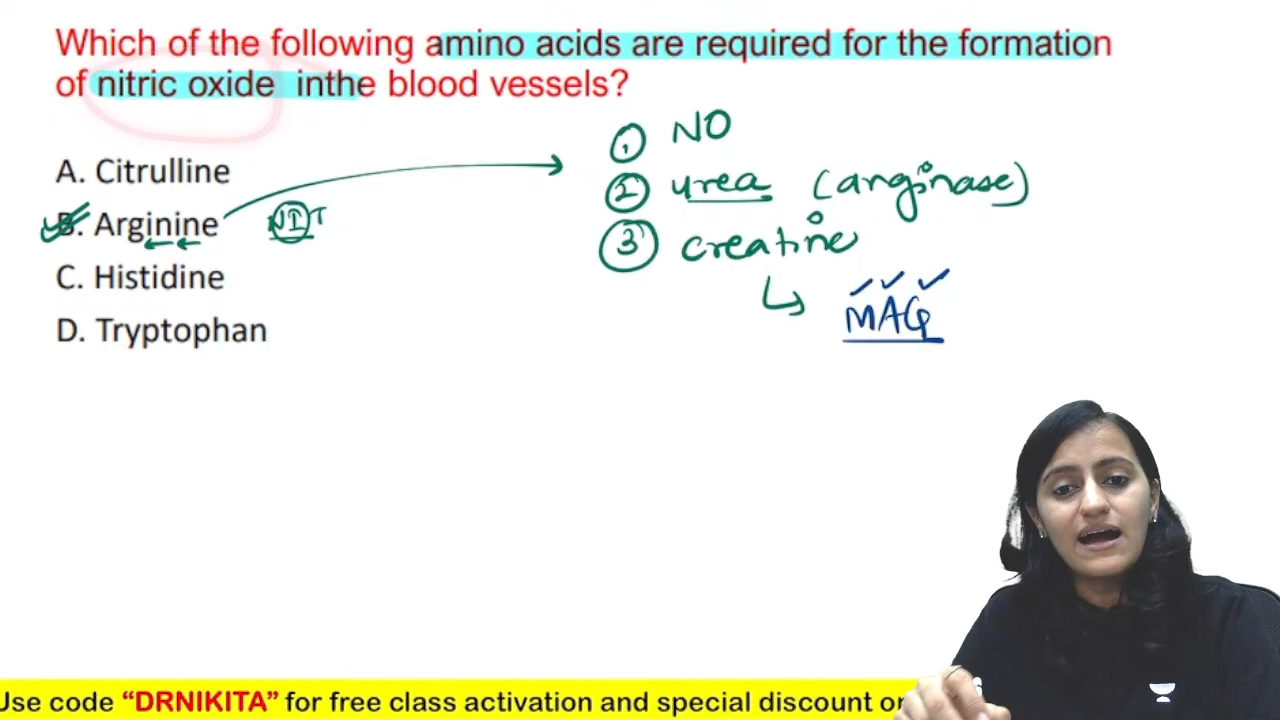 Which of the following amino acids are required for the formation
of nitric oxide inthe blood vessels?
A. Citrulline
B. Arginine
C. Histidine
D. Tryptophan
1. NO
2 urea (arginase)
3 creatine
MAG
Use code “DRNIKITA” for free class activation and special discount or